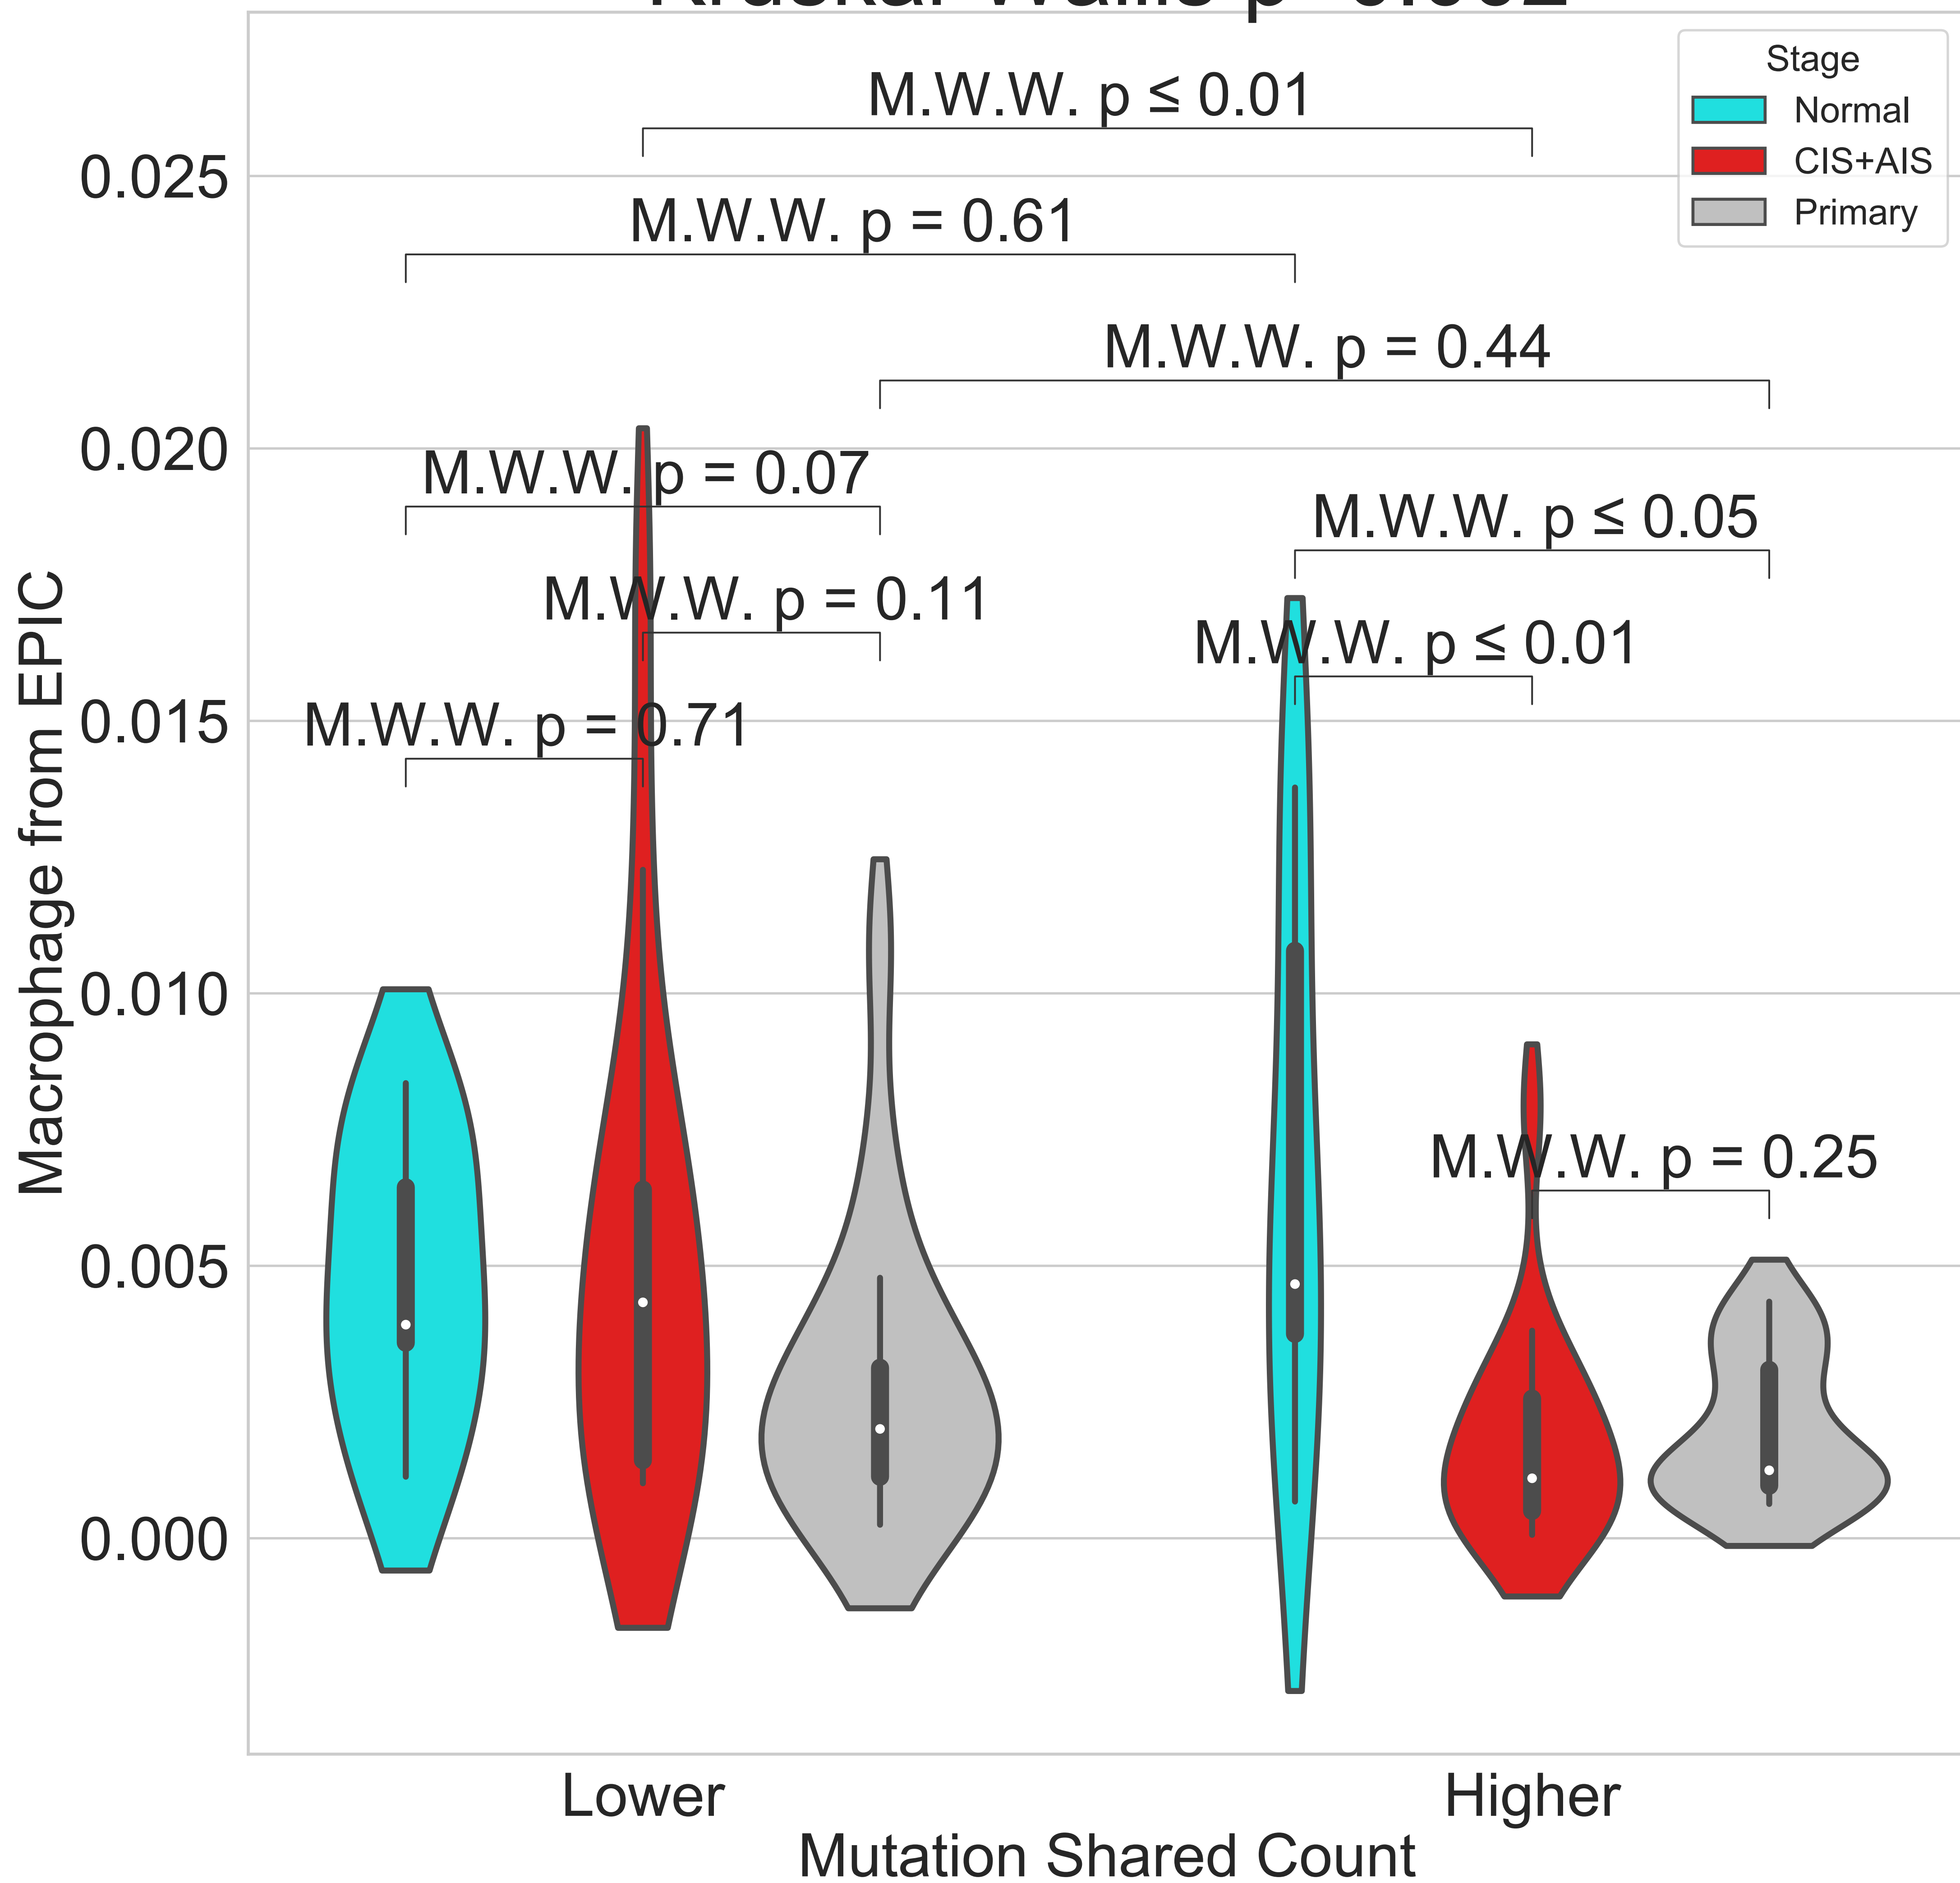 Stage
Normal
CIS+AIS
Primary
M.W.W. p ≤ 0.01
M.W.W. p = 0.61
M.W.W. p = 0.44
M.W.W. p = 0.07
M.W.W. p ≤ 0.05
M.W.W. p = 0.11
M.W.W. p ≤ 0.01
M.W.W. p = 0.71
M.W.W. p = 0.25
0.025
0.020
0.015
0.010
0.005
0.000
Macrophage from EPIC
Lower
Higher
Mutation Shared Count